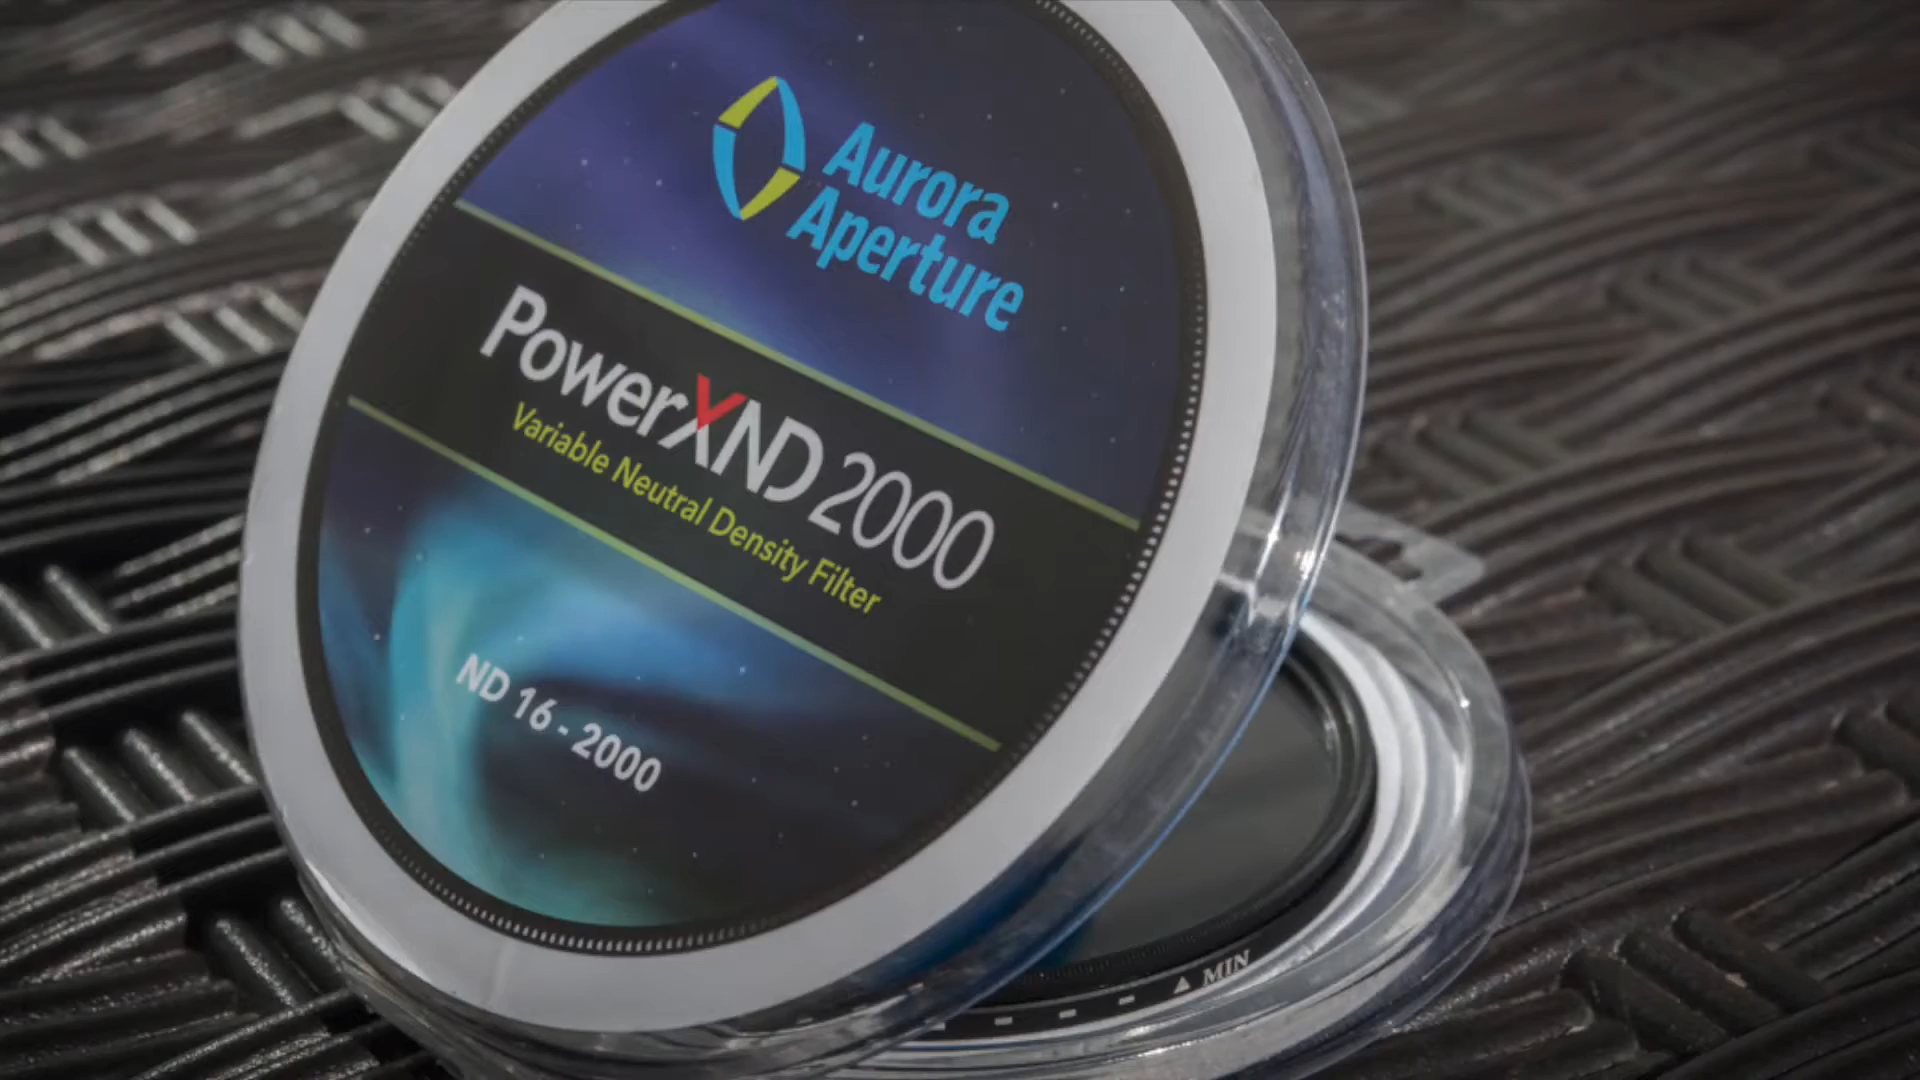 Aurora
Aperture
PowerXND 2000
Variable Neutral Density Filter
ND 16 - 2000
MIN